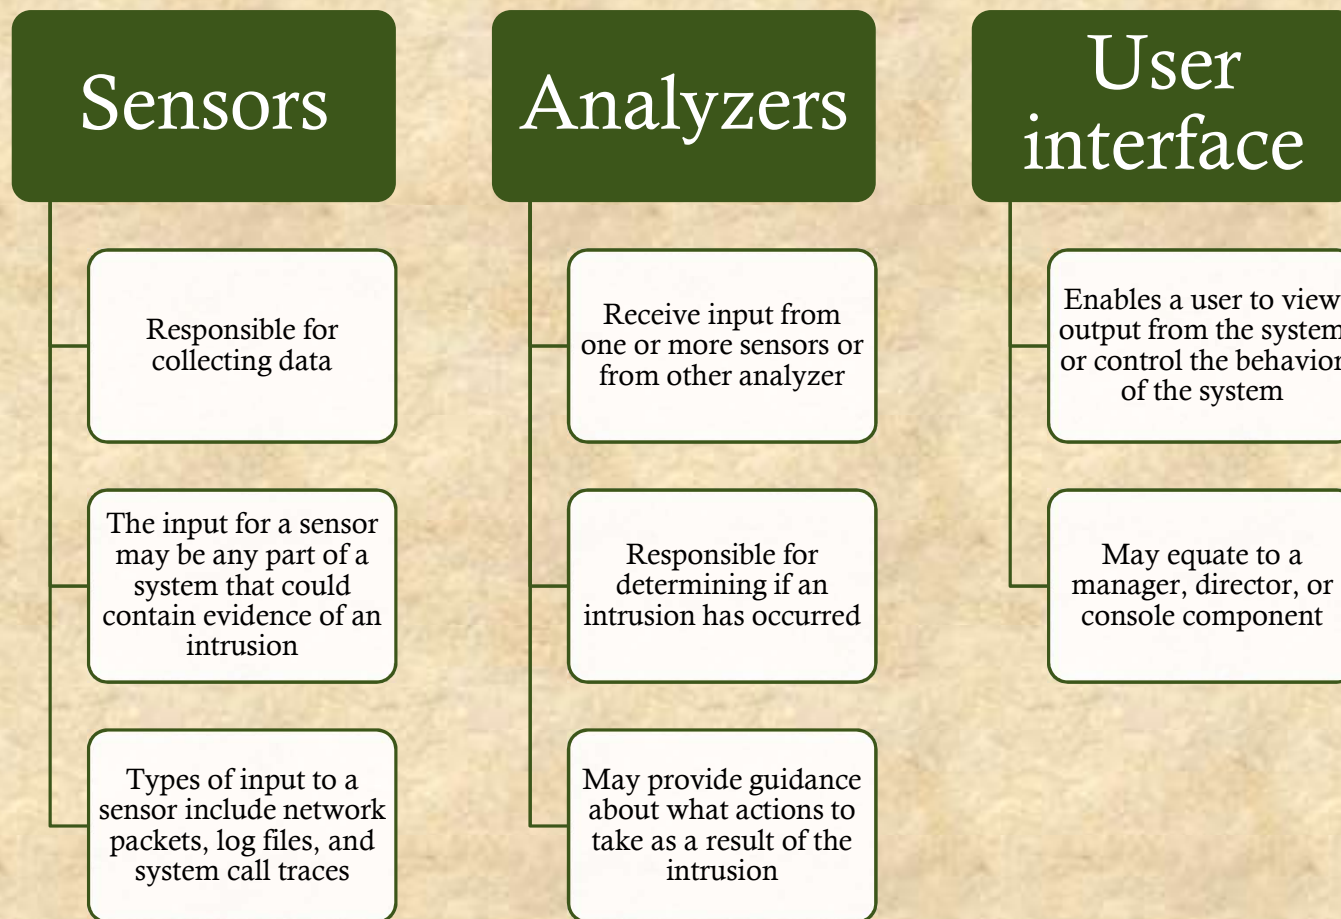 Sensors
Responsible for
collecting data
The input for a sensor
may be any part of a
system that could
contain evidence of an
intrusion
Types of input to a
sensor include network
packets, log files, and
system call traces
Analyzers
Receive input from
one or more sensors or
from other analyzer
Responsible for
determining if an
intrusion has occurred
May provide guidance
about what actions to
take as a result of the
intrusion
User
interface
Enables a user to view
output from the system
or control the behavior
of the system
May equate to a
manager, director, or
console component